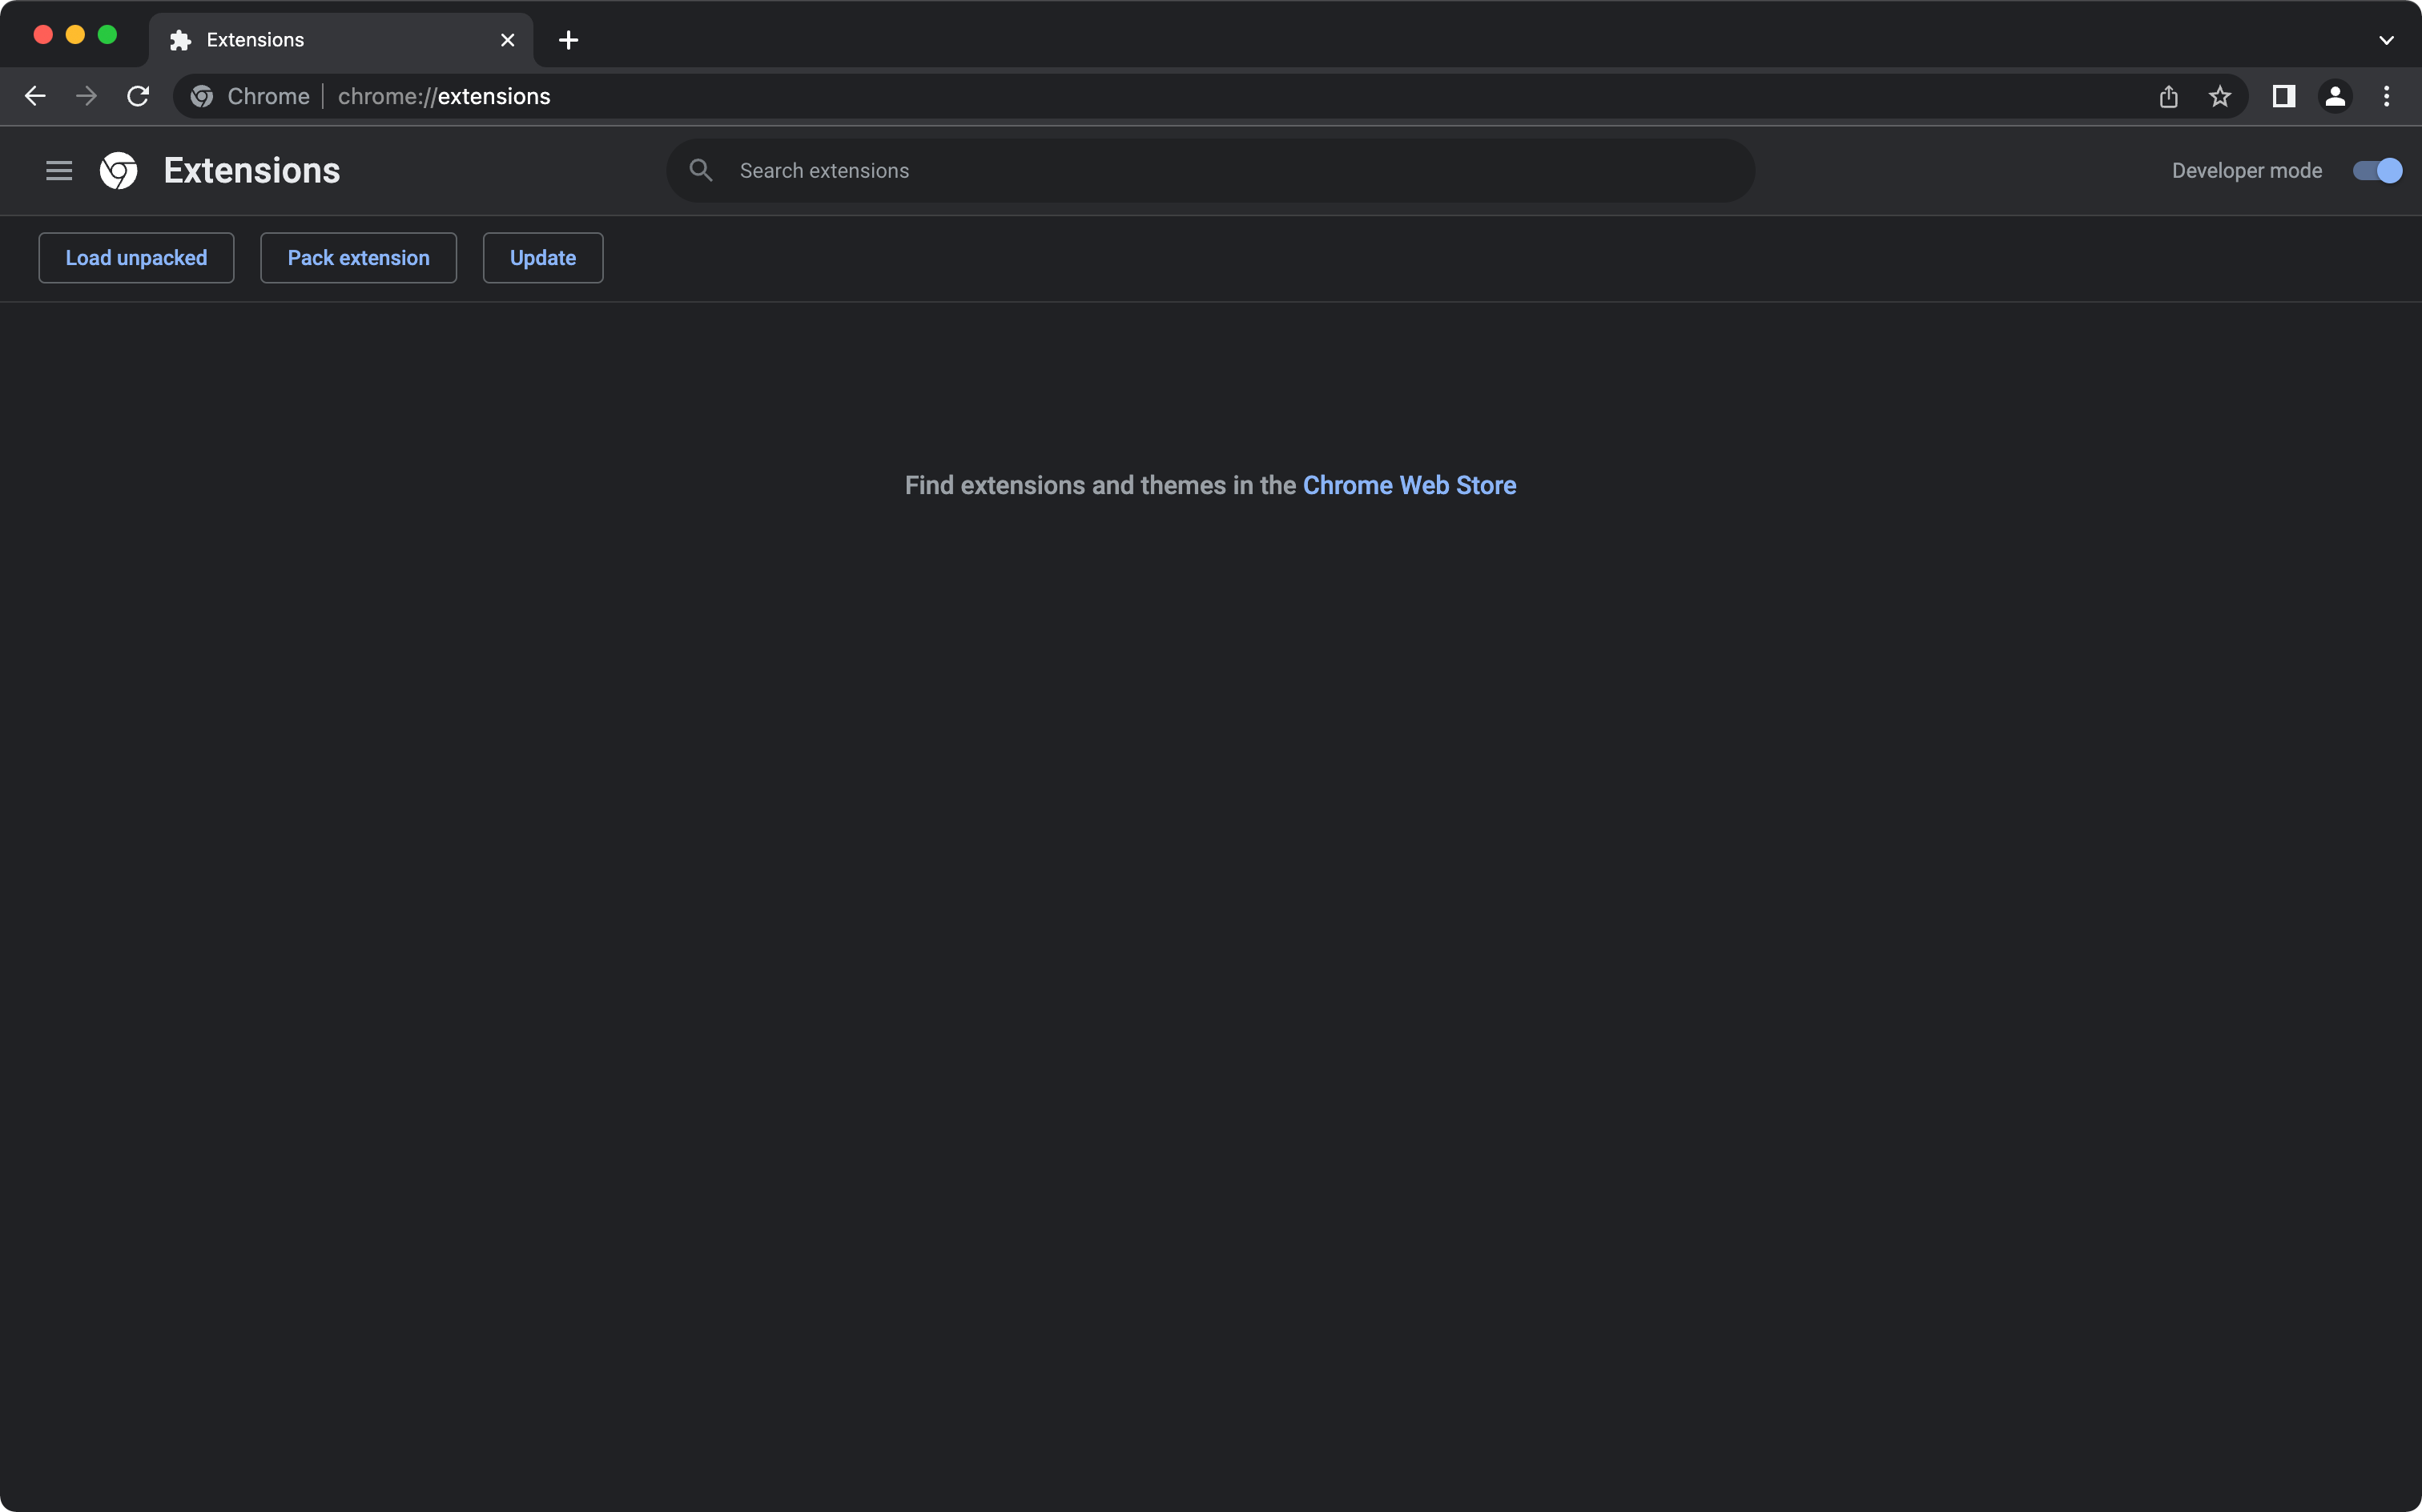 Extensions
Chrome chrome://extensions
Extensions Search extensions Developer mode
Load unpacked Pack extension Update
Find extensions and themes in the Chrome Web Store